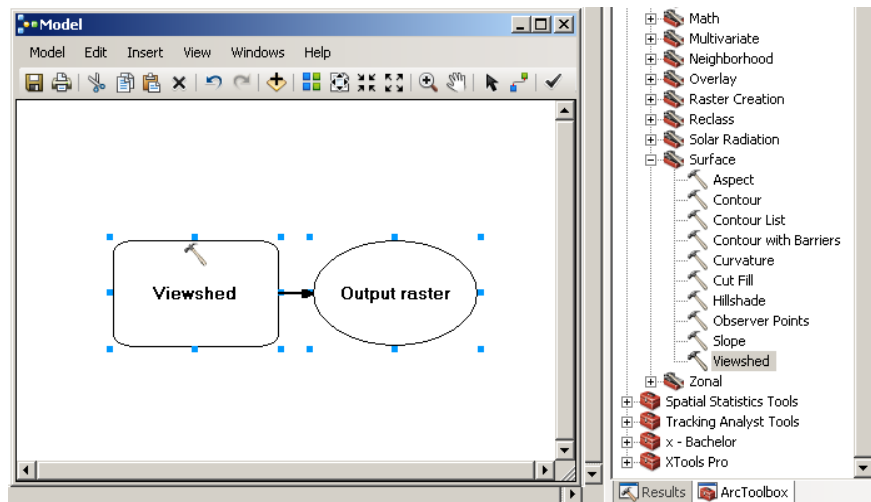 Model
Model Edit Insert View Windows Help
Viewshed
Output raster
Math
Multivariate
Neighborhood
Overlay
Raster Creation
Reclass
Solar Radiation
Surface
Aspect
Contour
Contour List
Contour with Barriers
Curvature
Cut Fill
Hillshade
Observer Points
Slope
Viewshed
Zonal
Spatial Statistics Tools
Tracking Analyst Tools
x - Bachelor
XTools Pro
Results ArcToolbox